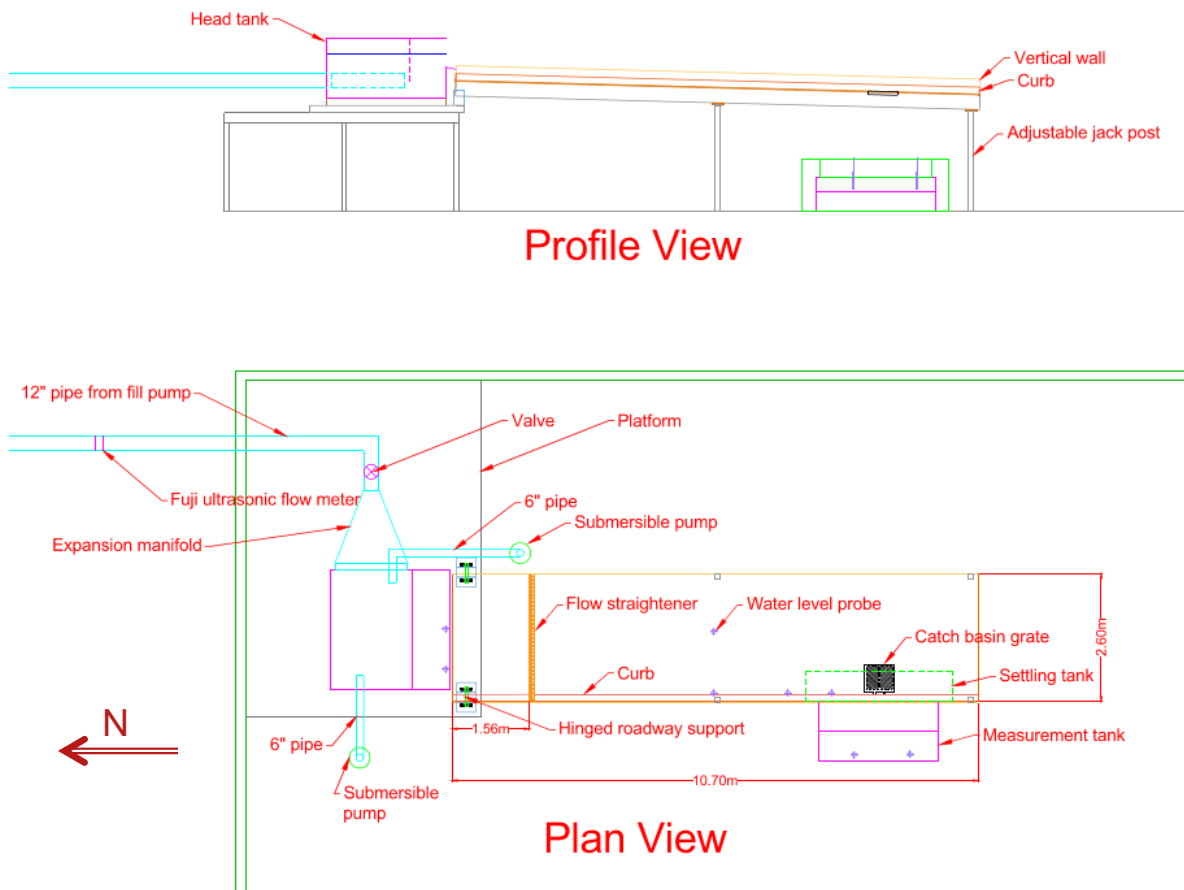 Head tank
Vertical wall
Curb
Adjustable jack post
Profile View
12" pipe from fill pump
Valve
Platform
Fuji ultrasonic flow meter
6" pipe
Submersible pump
Expansion manifold
Flow straightener
Water level probe
Catch basin grate
2.60m
Curb
Settling tank
N
1.56m
Hinged roadway support
Measurement tank
6" pipe
10.70m
Submersible
pump
Plan View